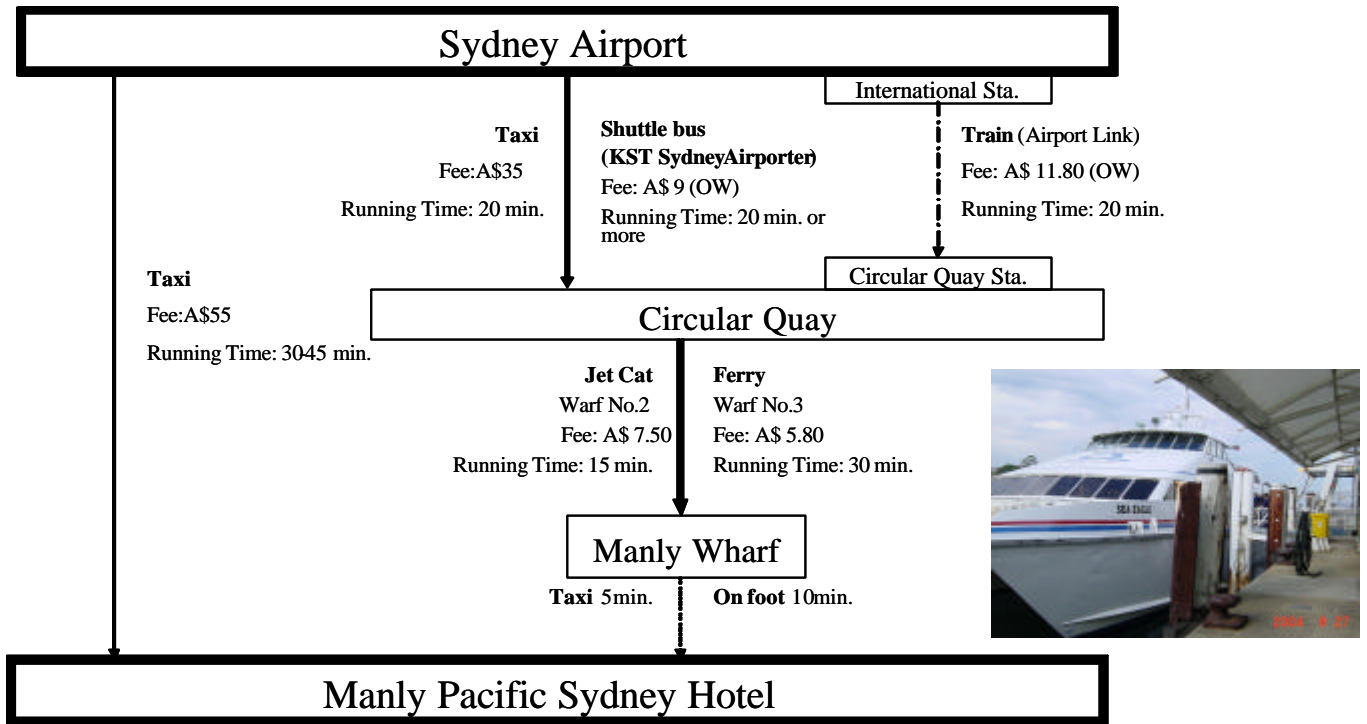 Sydney Airport
International Sta.
Taxi
Fee:A$35
Running Time: 20 min.
Shuttle bus
(KST SydneyAirporter)
Fee: A$ 9 (OW)
Running Time: 20 min. or
more
Train (Airport Link)
Fee: A$ 11.80 (OW)
Running Time: 20 min.
Taxi
Fee:A$55
Running Time: 3045 min.
Circular Quay Sta.
Circular Quay
Jet Cat
Warf No.2
Fee: A$ 7.50
Running Time: 15 min.
Ferry
Warf No.3
Fee: A$ 5.80
Running Time: 30 min.
SEA EAGLE
Manly Wharf
Taxi 5min.
On foot 10min.
Manly Pacific Sydney Hotel